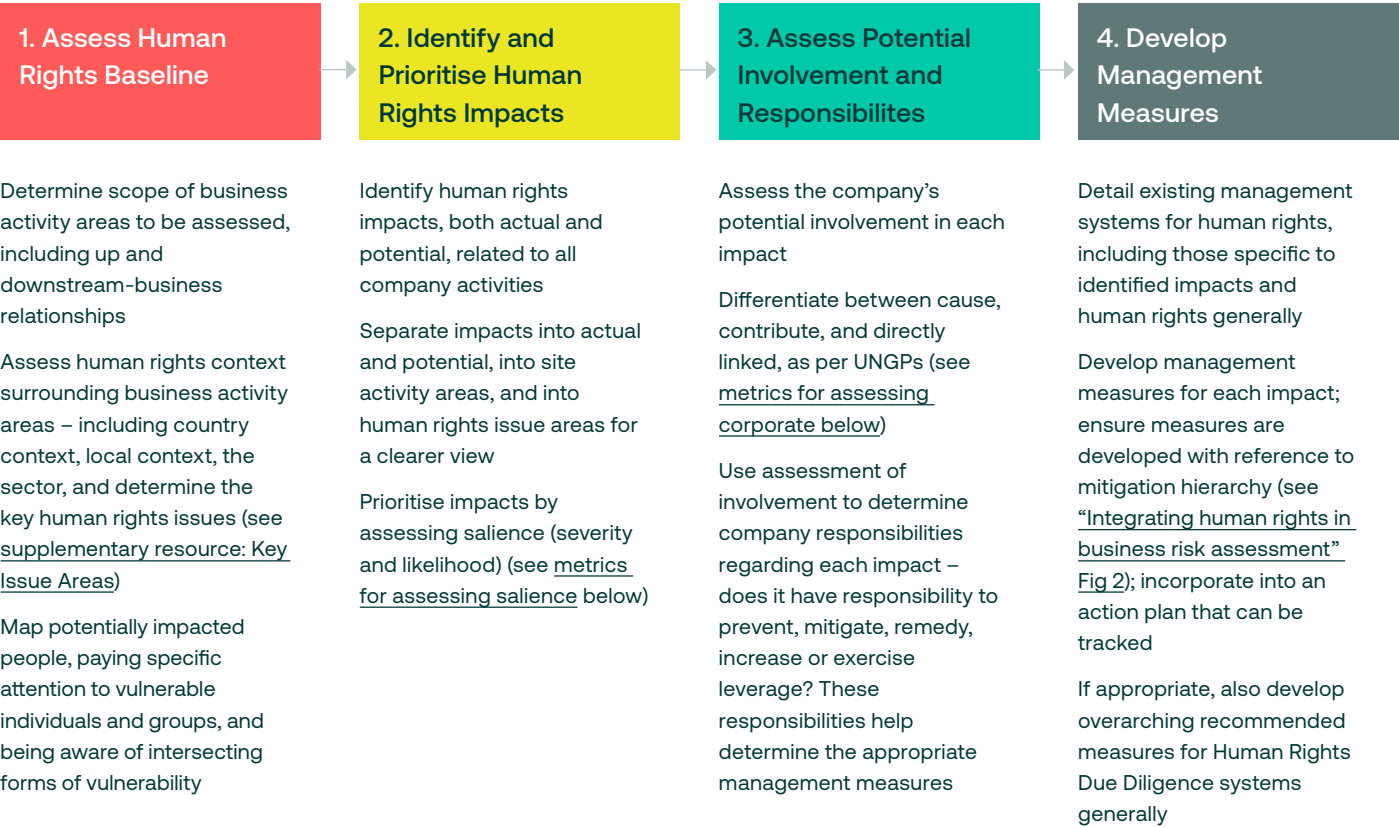 1. Assess Human
Rights Baseline
Determine scope of business
activity areas to be assessed,
including up and
downstream-business
relationships
Assess human rights context
surrounding business activity
areas – including country
context, local context, the
sector, and determine the
key human rights issues (see
supplementary resource: Key
Issue Areas)
Map potentially impacted
people, paying specific
attention to vulnerable
individuals and groups, and
being aware of intersecting
forms of vulnerability
2. Identify and
Prioritise Human
Rights Impacts
Identify human rights
impacts, both actual and
potential, related to all
company activities
Separate impacts into actual
and potential, into site
activity areas, and into
human rights issue areas for
a clearer view
Prioritise impacts by
assessing salience (severity
and likelihood) (see metrics
for assessing salience below)
3. Assess Potential
Involvement and
Responsibilites
Assess the company’s
potential involvement in each
impact
Differentiate between cause,
contribute, and directly
linked, as per UNGPs (see
metrics for assessing
corporate below)
Use assessment of
involvement to determine
company responsibilities
regarding each impact –
does it have responsibility to
prevent, mitigate, remedy,
increase or exercise
leverage? These
responsibilities help
determine the appropriate
management measures
4. Develop
Management
Measures
Detail existing management
systems for human rights,
including those specific to
identified impacts and
human rights generally
Develop management
measures for each impact;
ensure measures are
developed with reference to
mitigation hierarchy (see
“Integrating human rights in
business risk assessment”
Fig 2); incorporate into an
action plan that can be
tracked
If appropriate, also develop
overarching recommended
measures for Human Rights
Due Diligence systems
generally